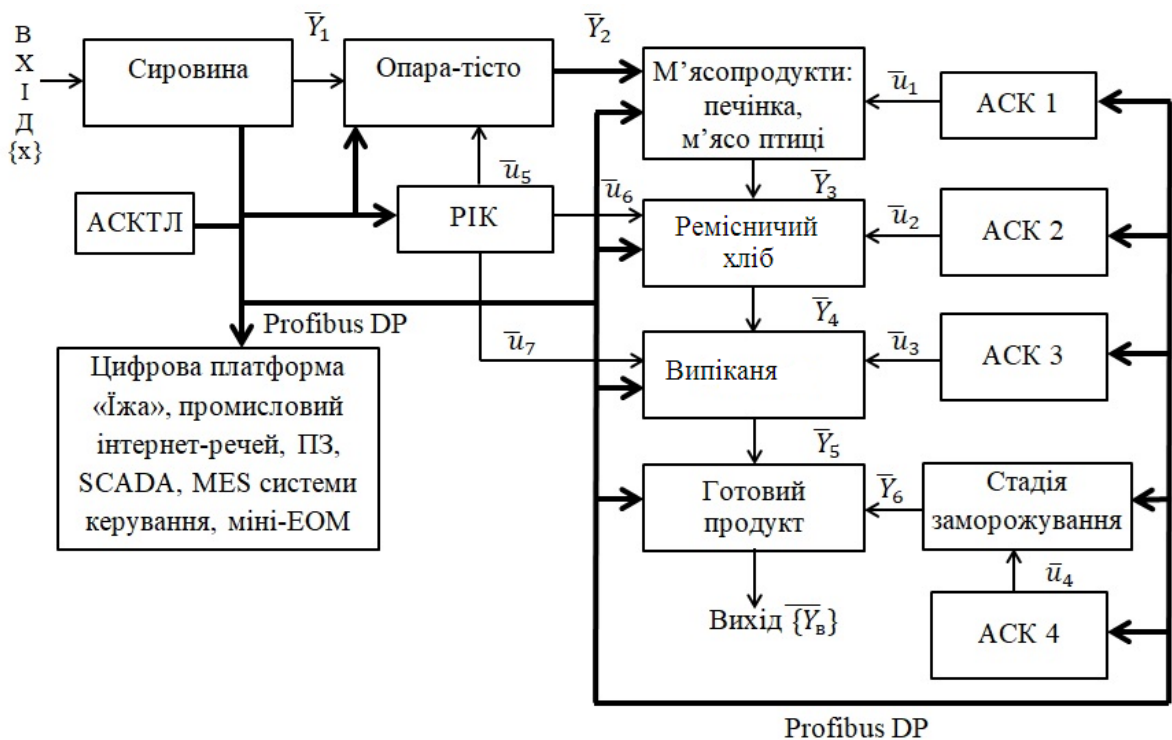 В
Х
І
Д
{x}
Сировина
Y̅₁
Опара-тісто
Y̅₂
М’ясопродукти:
печінка,
м’ясо птиці
u̅₁
АСК 1
u̅₅
Y̅₃
АСКТЛ
РІК
u̅₆
Ремісничий
хліб
u̅₂
АСК 2
Profibus DP
Y̅₄
u̅₇
Випіканя
u̅₃
АСК 3
Цифрова платформа
«Їжа», промисловий
інтернет-речей, ПЗ,
SCADA, MES системи
керування, міні-ЕОМ
Y̅₅
Готовий
продукт
Y̅₆
Стадія
заморожування
u̅₄
Вихід {Y̅ᵦ}
АСК 4
Profibus DP